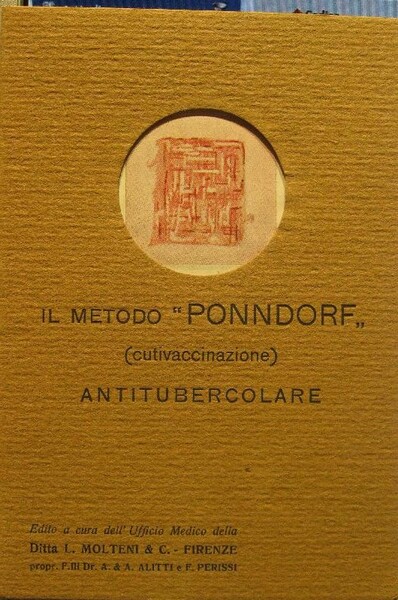 IL METODO “PONNDORF„
(cutivaccinazione)
ANTITUBERCOLARE
Edito a cura dell'Ufficio Medico della
Ditta L. MOLTENI & C. - FIRENZE
propr. F.lli Dr. A. & A. ALITTI e F. PERISSI